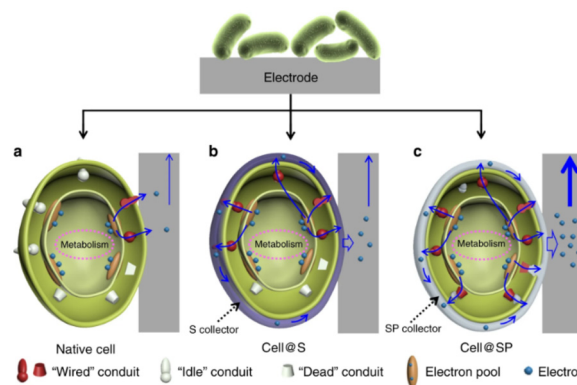 Electrode
a
b
c
Metabolism
Metabolism
Metabolism
S collector
SP collector
Native cell
Cell@S
Cell@SP
"Wired" conduit
"Idle" conduit
"Dead" conduit
Electron pool
Electro